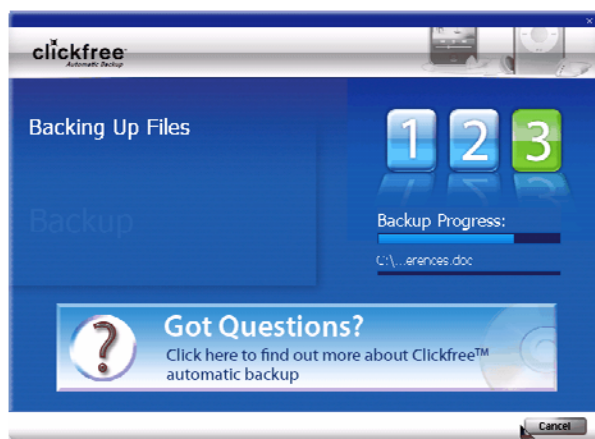 clickfree
Automatic Backup
Backing Up Files
1 2 3
Backup
Backup Progress:
C:\...erences.doc
Got Questions?
Click here to find out more about Clickfree™
automatic backup
Cancel